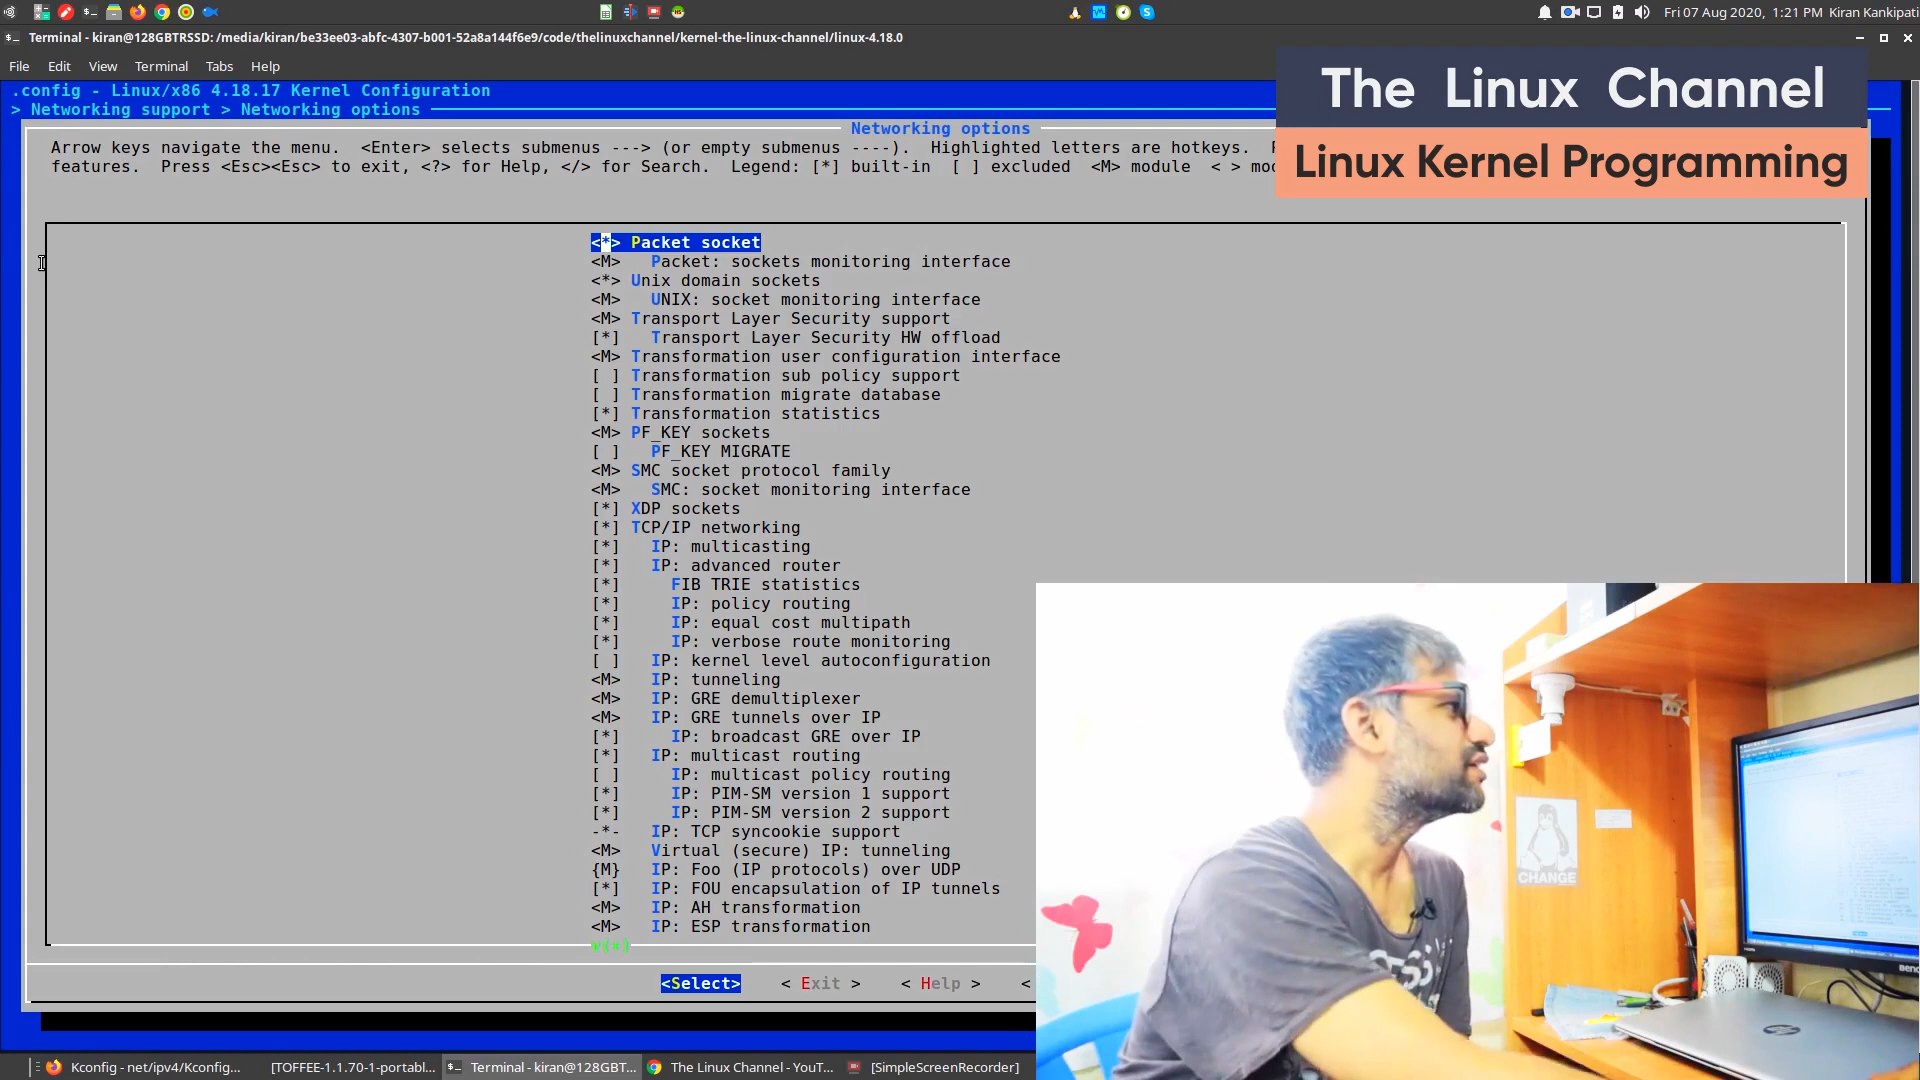 Fri 07 Aug 2020, 1:21 PM Kiran Kankipati
Terminal - kiran@128GBTRSSD: /media/kiran/be33ee03-abfc-4307-b001-52a8a144f6e9/code/thelinuxchannel/kernel-the-linux-channel/linux-4.18.0
File Edit View Terminal Tabs Help
The Linux Channel
Linux Kernel Programming
.config - Linux/x86 4.18.17 Kernel Configuration
> Networking support > Networking options
Networking options
Arrow keys navigate the menu.  <Enter> selects submenus ---> (or empty submenus ----).  Highlighted letters are hotkeys.
features.  Press <Esc><Esc> to exit, <?> for Help, </> for Search.  Legend: [*] built-in  [ ] excluded  <M> module  < >
<*> Packet socket
<M>   Packet: sockets monitoring interface
<*> Unix domain sockets
<M>   UNIX: socket monitoring interface
<M> Transport Layer Security support
[*]   Transport Layer Security HW offload
<M> Transformation user configuration interface
[ ] Transformation sub policy support
[ ] Transformation migrate database
[*] Transformation statistics
<M> PF_KEY sockets
[ ]   PF_KEY MIGRATE
<M> SMC socket protocol family
<M>   SMC: socket monitoring interface
[*] XDP sockets
[*] TCP/IP networking
[*]   IP: multicasting
[*]   IP: advanced router
[*]     FIB TRIE statistics
[*]     IP: policy routing
[*]     IP: equal cost multipath
[*]     IP: verbose route monitoring
[ ]   IP: kernel level autoconfiguration
<M>   IP: tunneling
<M>   IP: GRE demultiplexer
<M>   IP: GRE tunnels over IP
[*]     IP: broadcast GRE over IP
[*]   IP: multicast routing
[ ]     IP: multicast policy routing
[*]     IP: PIM-SM version 1 support
[*]     IP: PIM-SM version 2 support
-*-   IP: TCP syncookie support
<M>   Virtual (secure) IP: tunneling
{M}   IP: Foo (IP protocols) over UDP
[*]   IP: FOU encapsulation of IP tunnels
<M>   IP: AH transformation
<M>   IP: ESP transformation
v(+)
<Select>    < Exit >    < Help >    <
CHANGE
Kconfig - net/ipv4/Kconfig... [TOFFEE-1.1.70-1-portabl... Terminal - kiran@128GBT... The Linux Channel - YouT... [SimpleScreenRecorder]